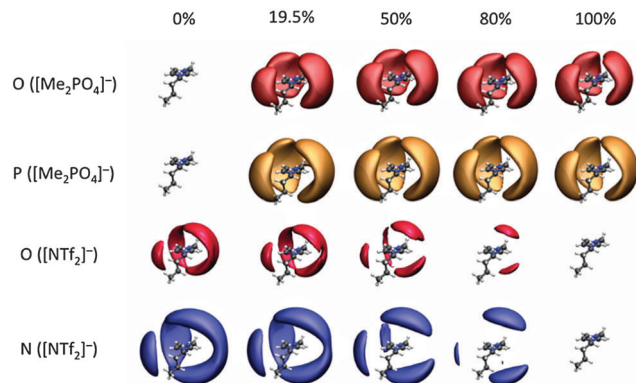 0% 19.5% 50% 80% 100%
O ([Me₂PO₄]⁻)
P ([Me₂PO₄]⁻)
O ([NTf₂]⁻)
N ([NTf₂]⁻)